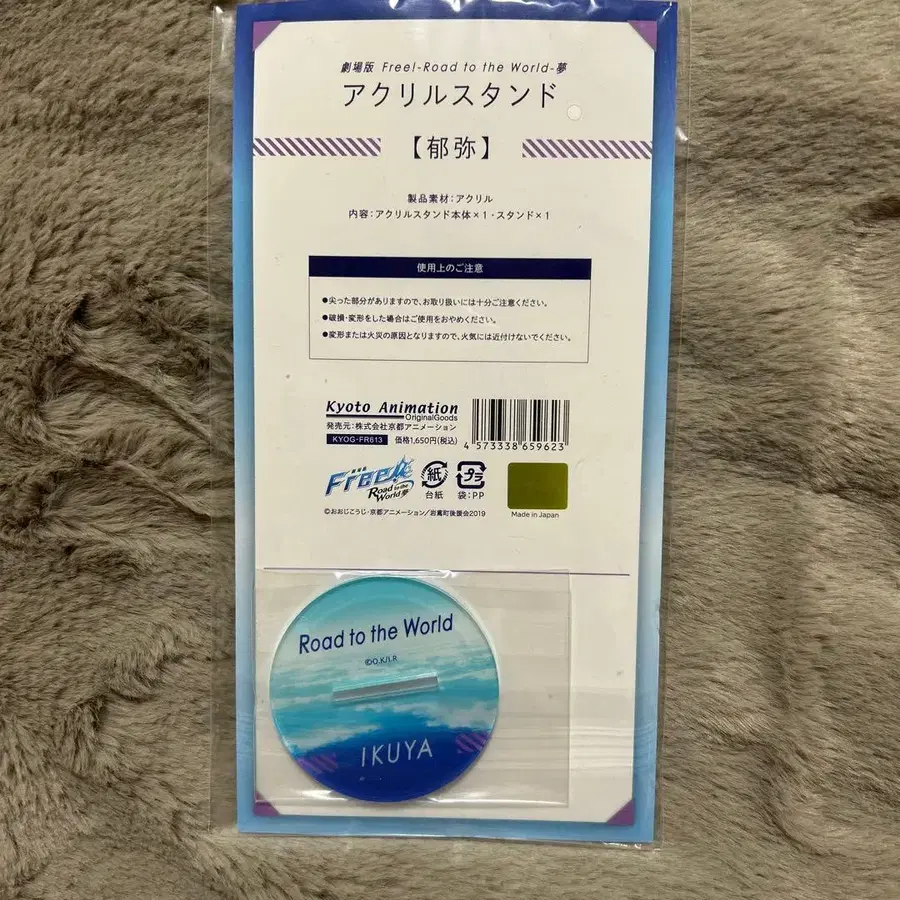 劇場版 Free!-Road to the World-夢
アクリルスタンド
【郁弥】
製品素材：アクリル
内容：アクリルスタンド本体×1・スタンド×1
使用上のご注意
●尖った部分がありますので、お取り扱いには十分ご注意ください。
●破損・変形をした場合はご使用をおやめください。
●変形または火災の原因となりますので、火気には近付けないでください。
Kyoto Animation
OriginalGoods
発売元：株式会社京都アニメーション
KYOG-FR613 価格1,650円(税込)
4 573338 659623
Free!
Road to the World 夢
紙
台紙
プラ
袋：PP
Made in Japan
©おおじこうじ・京都アニメーション／岩鳶町後援会2019
Road to the World
©O.K/I.P
IKUYA